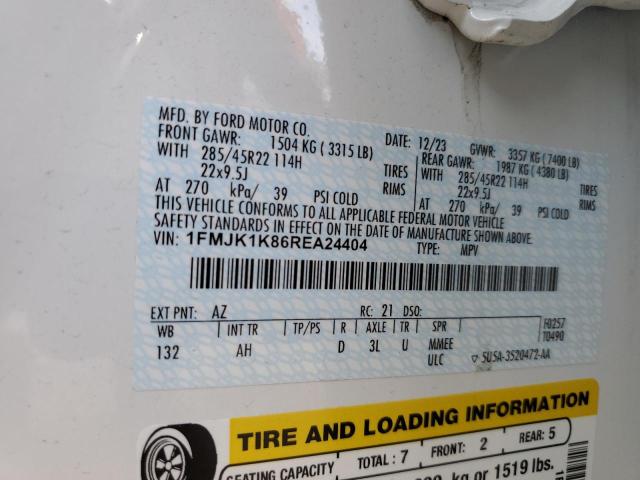 MFD. BY FORD MOTOR CO.
DATE: 12/23 GVWR: 3357 KG (7400 LB)
FRONT GAWR: 1504 KG (3315 LB) REAR GAWR: 1987 KG (4380 LB)
WITH 285/45R22 114H TIRES WITH 285/45R22 114H TIRES
22x9.5J RIMS 22x9.5J RIMS
AT 270 kPa/ 39 PSI COLD AT 270 kPa/ 39 PSI COLD
THIS VEHICLE CONFORMS TO ALL APPLICABLE FEDERAL MOTOR VEHICLE
SAFETY STANDARDS IN EFFECT ON THE DATE OF MANUFACTURE SHOWN ABOVE.
VIN: 1FMJK1K86REA24404 TYPE: MPV
EXT PNT: AZ RC: 21 DSO: F0257
WB INT TR TP/PS R AXLE TR SPR T0490
132 AH D 3L U MMEE
ULC 5U5A-3520472-AA
TIRE AND LOADING INFORMATION
SEATING CAPACITY TOTAL: 7 FRONT: 2 REAR: 5
kg or 1519 lbs.